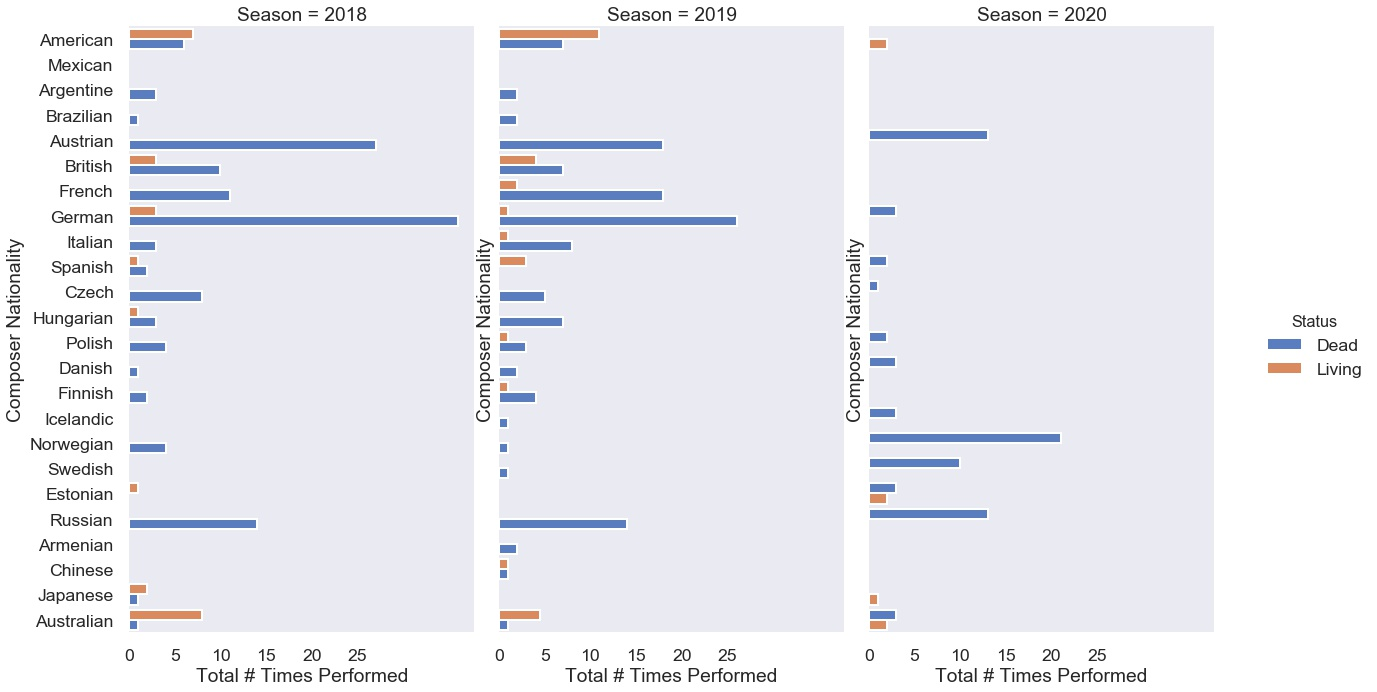 Season = 2018
Season = 2019
Season = 2020
American
Mexican
Argentine
Brazilian
Austrian
British
French
German
Italian
Spanish
Czech
Hungarian
Polish
Danish
Finnish
Icelandic
Norwegian
Swedish
Estonian
Russian
Armenian
Chinese
Japanese
Australian
Composer Nationality
Composer Nationality
Composer Nationality
0 5 15 20 25
0 5 10 15 20 25
0 5 10 15 20 25
Total # Times Performed
Total # Times Performed
Total # Times Performed
Status
Dead
Living